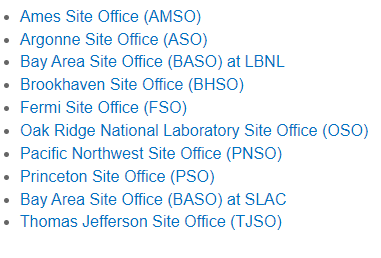 Ames Site Office (AMSO)
Argonne Site Office (ASO)
Bay Area Site Office (BASO) at LBNL
Brookhaven Site Office (BHSO)
Fermi Site Office (FSO)
Oak Ridge National Laboratory Site Office (OSO)
Pacific Northwest Site Office (PNSO)
Princeton Site Office (PSO)
Bay Area Site Office (BASO) at SLAC
Thomas Jefferson Site Office (TJSO)